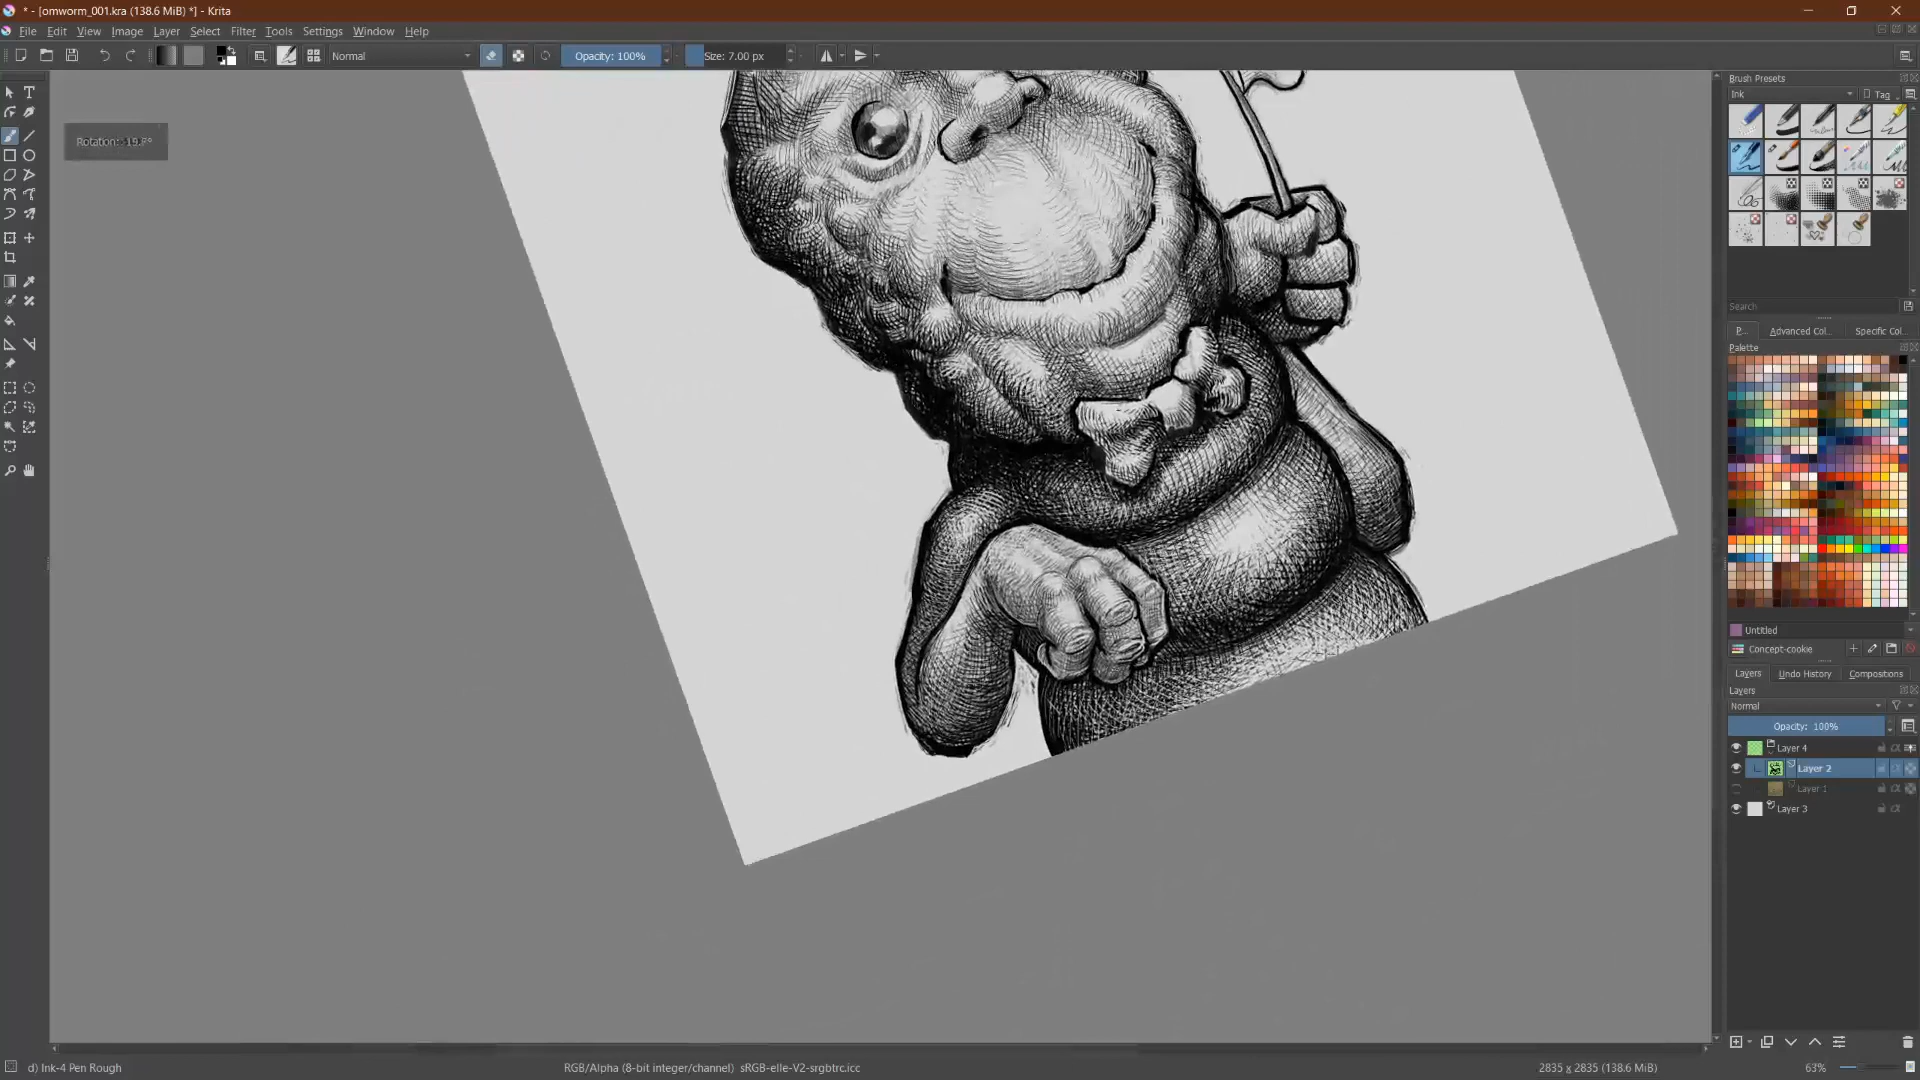 * - [omworm_001.kra (138.6 MiB) *] - Krita
File Edit View Image Layer Select Filter Tools Settings Window Help
Normal Opacity: 100% Size: 7.00 px
Brush Presets
Ink Tag
Rotation:
Search
P... Advanced Col... Specific Col...
Palette
Untitled
Concept-cookie
Layers Undo History Compositions
Layers
Normal
Opacity: 100%
Layer 4
Layer 2
Layer 1
Layer 3
d) Ink-4 Pen Rough RGB/Alpha (8-bit integer/channel) sRGB-elle-V2-srgbtrc.icc 2835 x 2835 (138.6 MiB) 63%